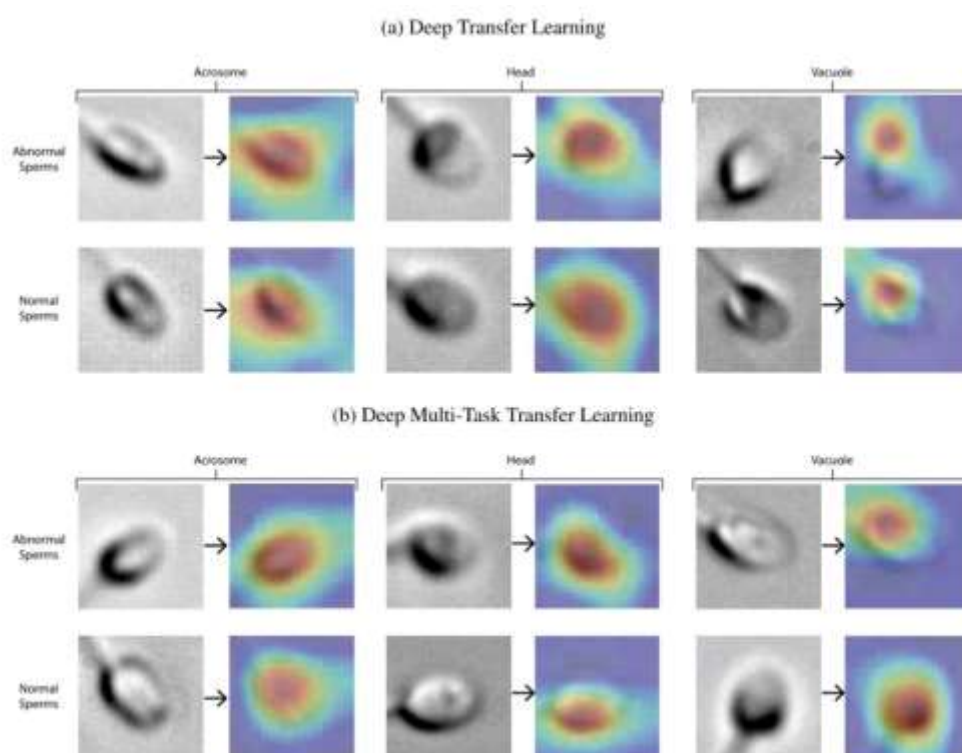 (a) Deep Transfer Learning
Acrosome Head Vacuole
Abnormal
Sperms
Normal
Sperms
(b) Deep Multi-Task Transfer Learning
Acrosome Head Vacuole
Abnormal
Sperms
Normal
Sperms